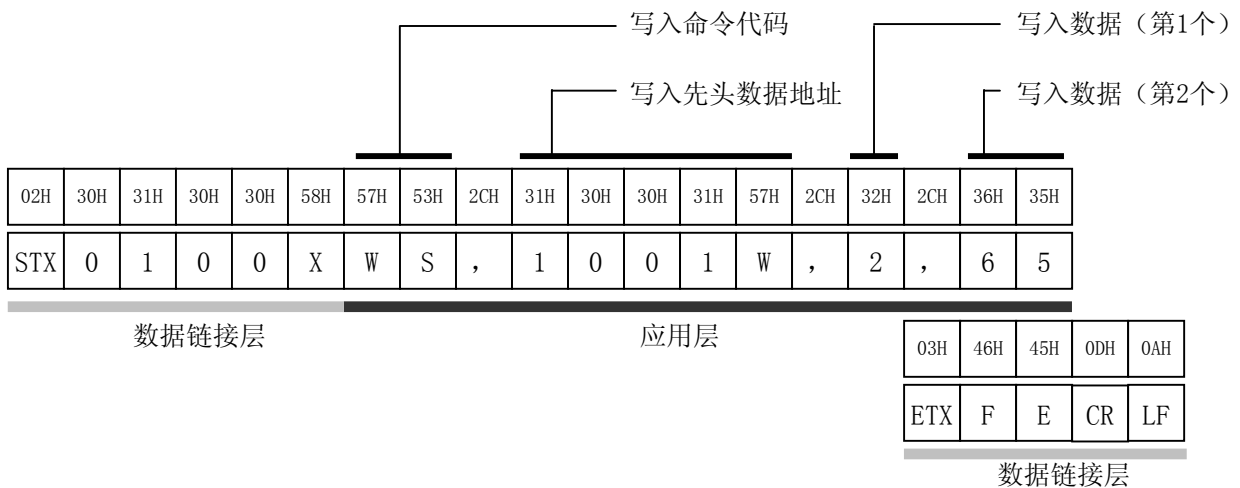 写入命令代码
写入数据（第1个）
写入先头数据地址
写入数据（第2个）
02H 30H 31H 30H 30H 58H 57H 53H 2CH 31H 30H 30H 31H 57H 2CH 32H 2CH 36H 35H
STX 0 1 0 0 X W S , 1 0 0 1 W , 2 , 6 5
数据链接层
应用层
03H 46H 45H 0DH 0AH
ETX F E CR LF
数据链接层